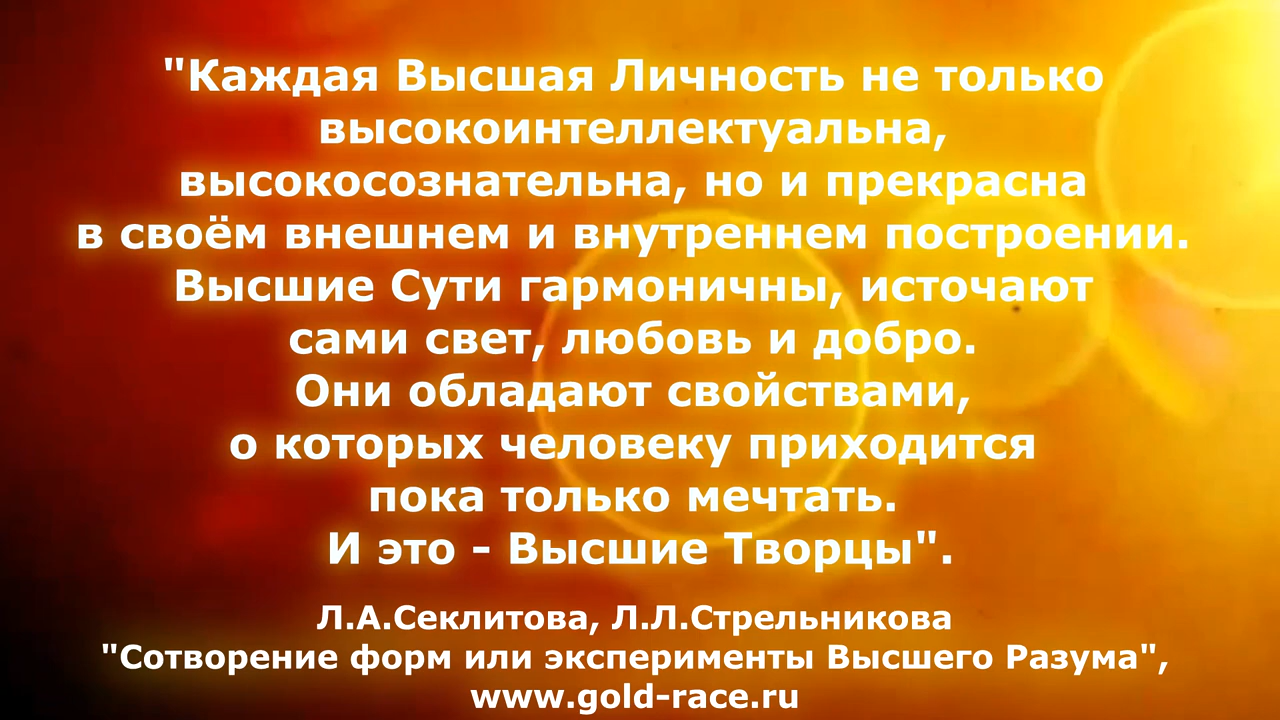 "Каждая Высшая Личность не только
высокоинтеллектуальна,
высокосознательна, но и прекрасна
в своём внешнем и внутреннем построении.
Высшие Сути гармоничны, источают
сами свет, любовь и добро.
Они обладают свойствами,
о которых человеку приходится
пока только мечтать.
И это - Высшие Творцы".
Л.А.Секлитова, Л.Л.Стрельникова
"Сотворение форм или эксперименты Высшего Разума",
www.gold-race.ru